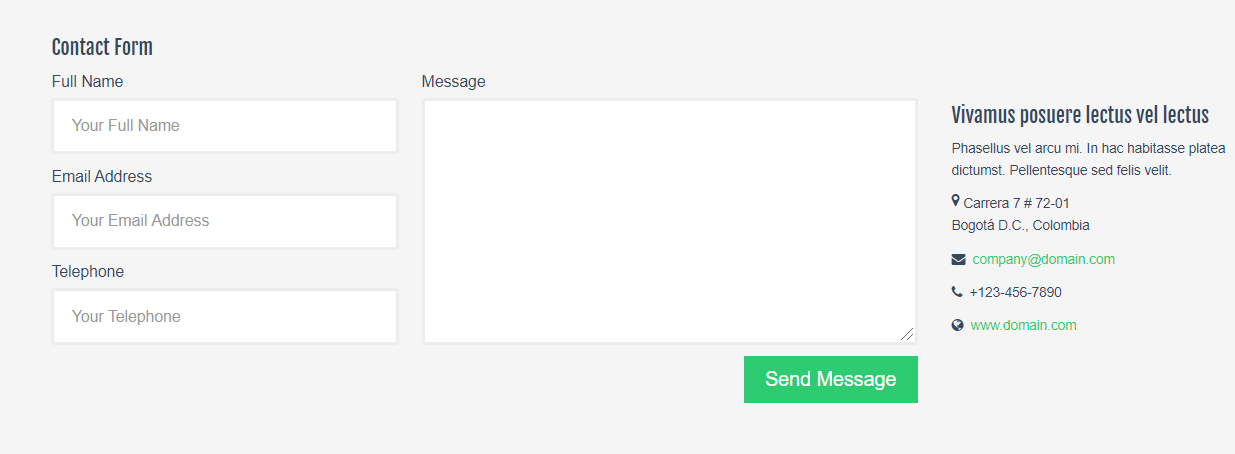 Contact Form
Full Name
Your Full Name
Email Address
Your Email Address
Telephone
Your Telephone
Message
Send Message
Vivamus posuere lectus vel lectus
Phasellus vel arcu mi. In hac habitasse platea
dictumst. Pellentesque sed felis velit.
Carrera 7 # 72-01
Bogotá D.C., Colombia
company@domain.com
+123-456-7890
www.domain.com